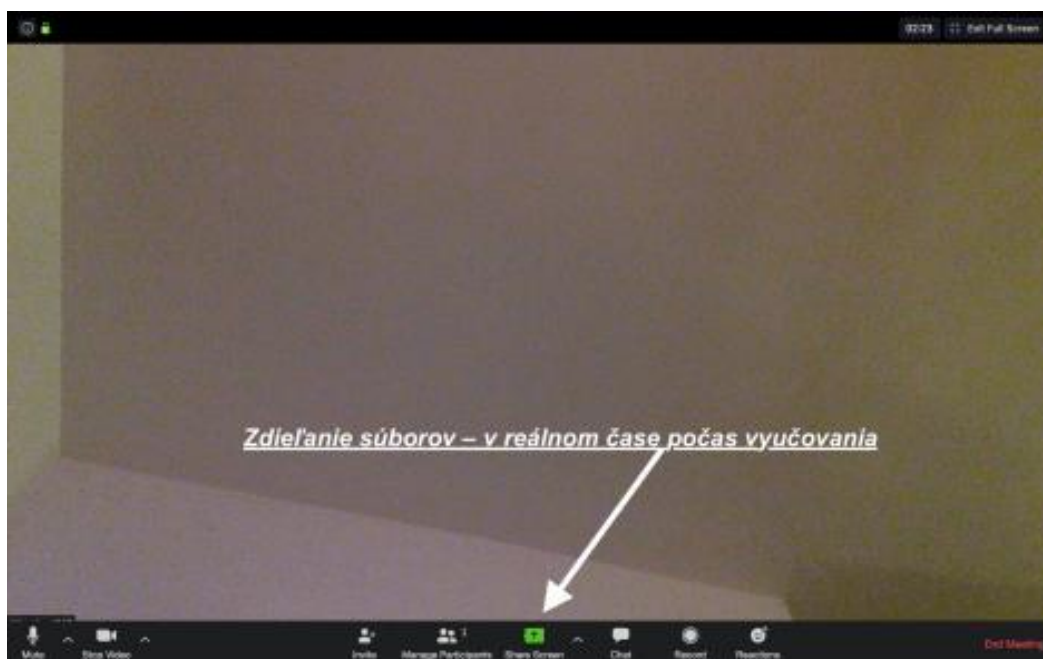 02:23 Exit Full Screen
Zdieľanie súborov – v reálnom čase počas vyučovania
Mute Stop Video Invite Manage Participants 1 Share Screen Chat Record Reactions End Meeting